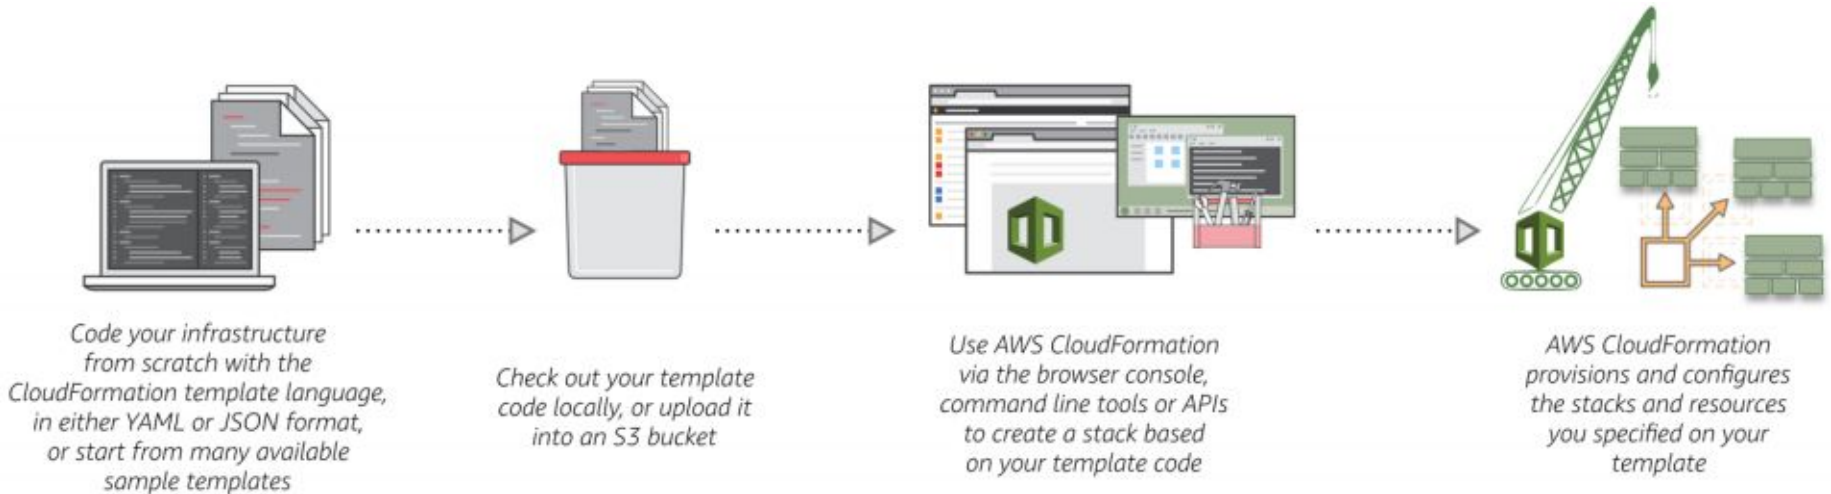 Code your infrastructure
from scratch with the
CloudFormation template language,
in either YAML or JSON format,
or start from many available
sample templates
Check out your template
code locally, or upload it
into an S3 bucket
Use AWS CloudFormation
via the browser console,
command line tools or APIs
to create a stack based
on your template code
AWS CloudFormation
provisions and configures
the stacks and resources
you specified on your
template